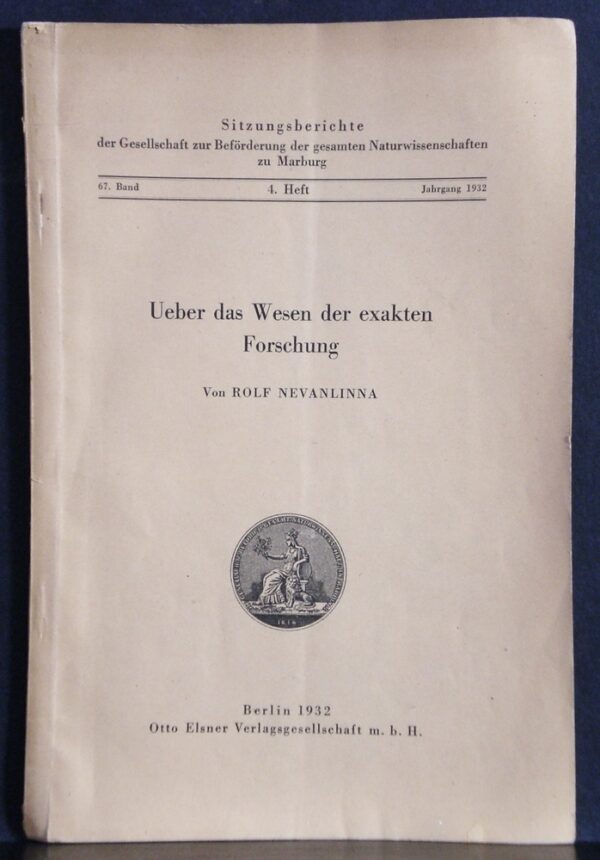 Sitzungsberichte
der Gesellschaft zur Beförderung der gesamten Naturwissenschaften
zu Marburg
67. Band 4. Heft Jahrgang 1932
Ueber das Wesen der exakten
Forschung
Von ROLF NEVANLINNA
Berlin 1932
Otto Elsner Verlagsgesellschaft m. b. H.